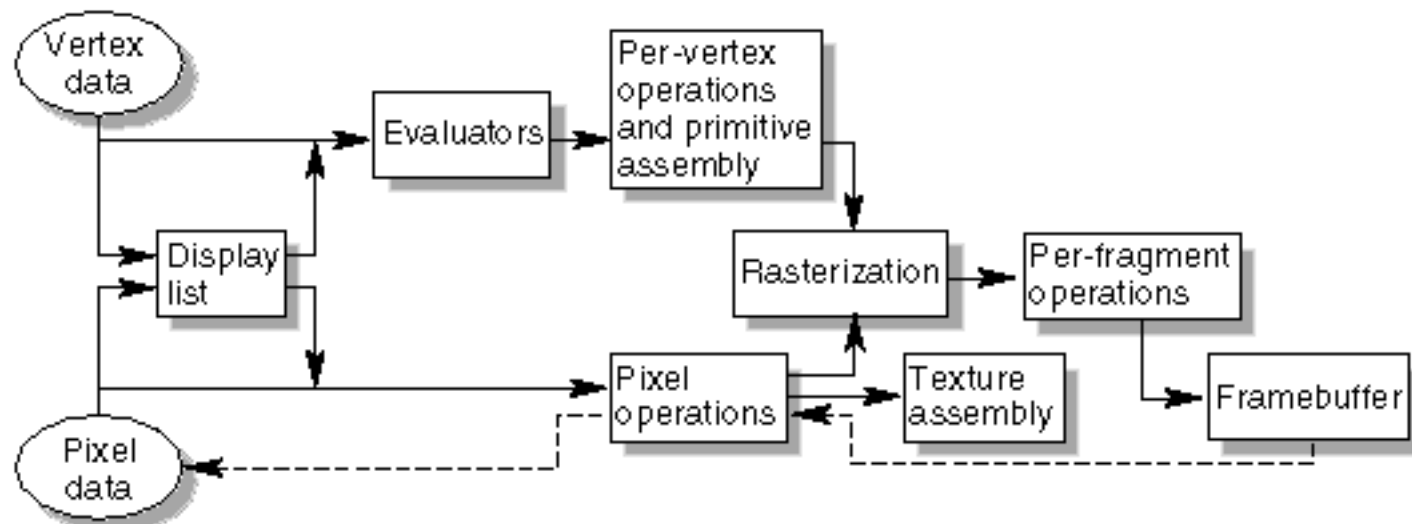 Vertex
data
Evaluators
Per-vertex
operations
and primitive
assembly
Display
list
Rasterization
Per-fragment
operations
Pixel
operations
Texture
assembly
Framebuffer
Pixel
data